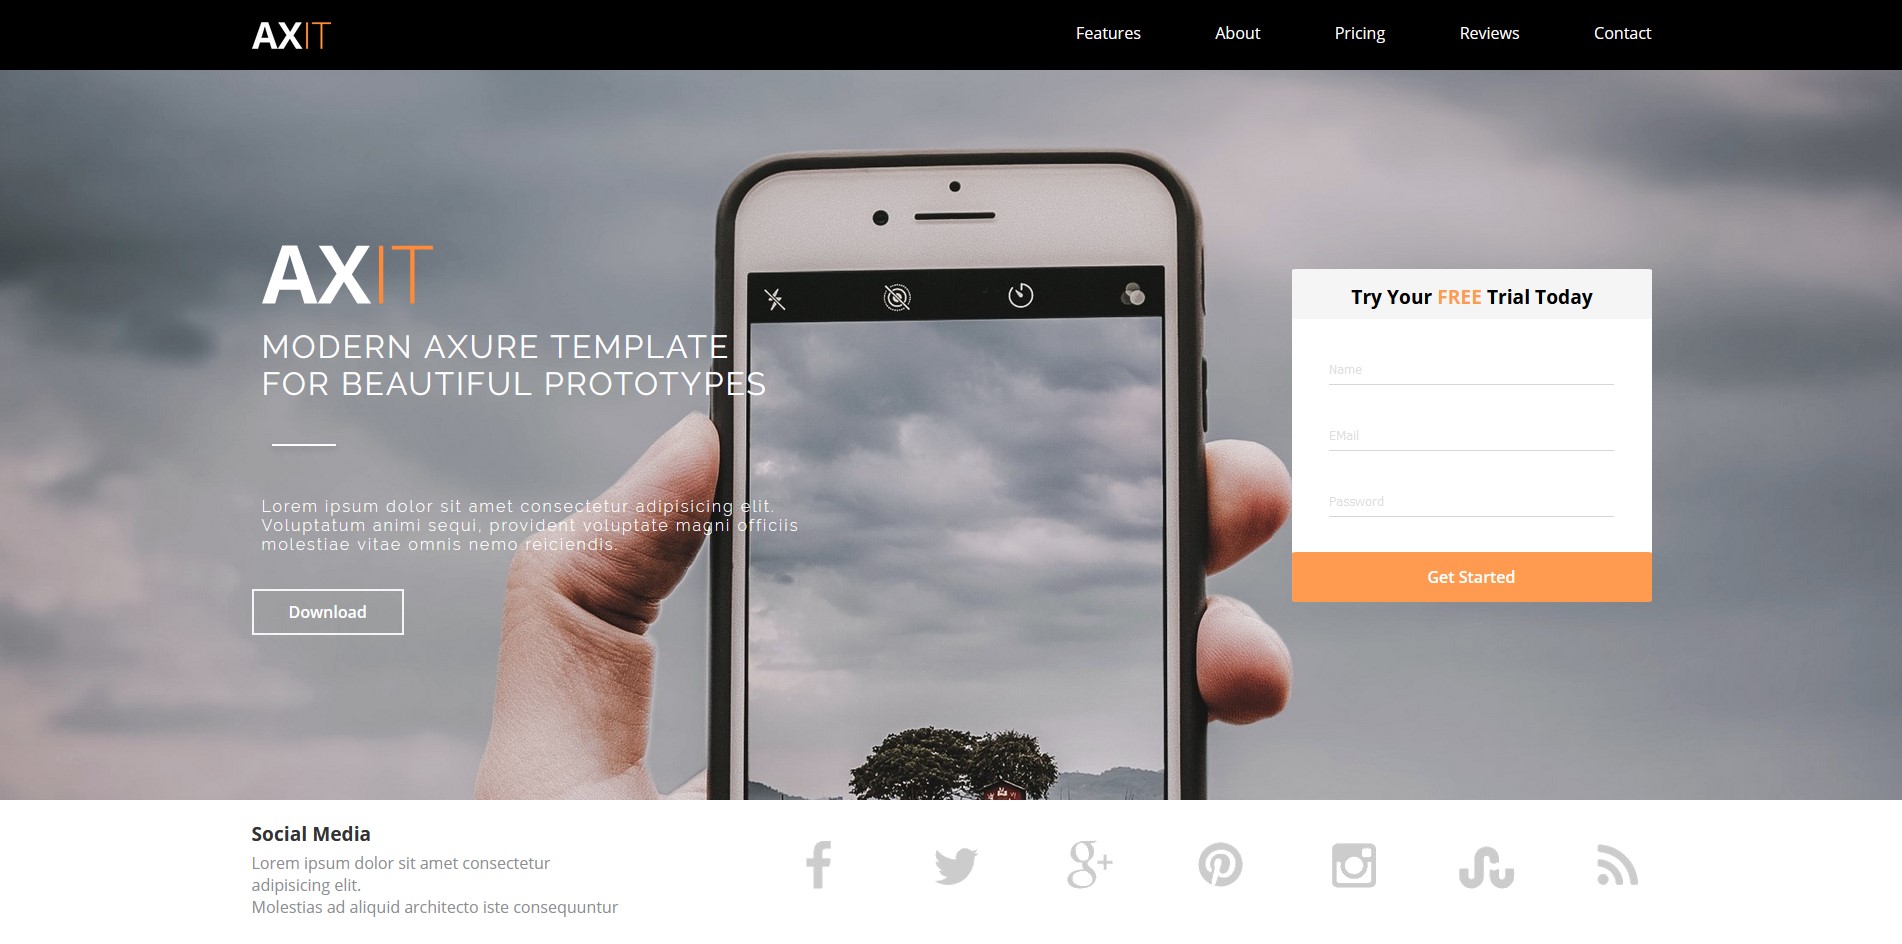 AXIT
Features About Pricing Reviews Contact
AXIT
MODERN AXURE TEMPLATE
FOR BEAUTIFUL PROTOTYPES
Lorem ipsum dolor sit amet consectetur adipisicing elit.
Voluptatum animi sequi, provident voluptate magni officiis
molestiae vitae omnis nemo reiciendis.
Download
Try Your FREE Trial Today
Name
EMail
Password
Get Started
Social Media
Lorem ipsum dolor sit amet consectetur
adipisicing elit.
Molestias ad aliquid architecto iste consequuntur